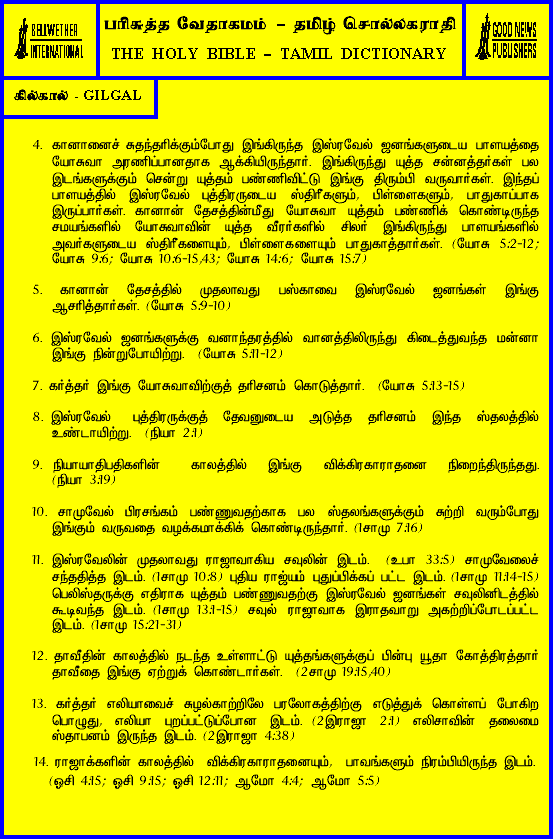 BELLWETHER
INTERNATIONAL
பரிசுத்த வேதாகமம் – தமிழ் சொல்லகராதி
THE HOLY BIBLE – TAMIL DICTIONARY
GOOD NEWS
PUBLISHERS
கில்கால் - GILGAL
4. கானானைச் சுதந்தரிக்கும்போது இங்கிருந்த இஸ்ரவேல் ஜனங்களுடைய பாளயத்தை
யோசுவா அரணிப்பானதாக ஆக்கியிருந்தார். இங்கிருந்து யுத்த சன்னத்தர்கள் பல
இடங்களுக்கும் சென்று யுத்தம் பண்ணிவிட்டு இங்கு திரும்பி வருவார்கள். இந்தப்
பாளயத்தில் இஸ்ரவேல் புத்திரருடைய ஸ்திரீகளும், பிள்ளைகளும், பாதுகாப்பாக
இருப்பார்கள். கானான் தேசத்தின்மீது யோசுவா யுத்தம் பண்ணிக் கொண்டிருந்த
சமயங்களில் யோசுவாவின் யுத்த வீரர்களில் சிலர் இங்கிருந்து பாளயங்களில்
அவர்களுடைய ஸ்திரீகளையும், பிள்ளைகளையும் பாதுகாத்தார்கள். (யோசு 5:2-12;
யோசு 9:6; யோசு 10:6-15,43; யோசு 14:6; யோசு 15:7)
5. கானான் தேசத்தில் முதலாவது பஸ்காவை இஸ்ரவேல் ஜனங்கள் இங்கு
ஆசரித்தார்கள். (யோசு 5:9-10)
6. இஸ்ரவேல் ஜனங்களுக்கு வனாந்தரத்தில் வானத்திலிருந்து கிடைத்துவந்த மன்னா
இங்கு நின்றுபோயிற்று. (யோசு 5:11-12)
7. கர்த்தர் இங்கு யோசுவாவிற்குத் தரிசனம் கொடுத்தார். (யோசு 5:13-15)
8. இஸ்ரவேல் புத்திரருக்குத் தேவனுடைய அடுத்த தரிசனம் இந்த ஸ்தலத்தில்
உண்டாயிற்று. (நியா 2:1)
9. நியாயாதிபதிகளின் காலத்தில் இங்கு விக்கிரகாராதனை நிறைந்திருந்தது.
(நியா 3:19)
10. சாமுவேல் பிரசங்கம் பண்ணுவதற்காக பல ஸ்தலங்களுக்கும் சுற்றி வரும்போது
இங்கும் வருவதை வழக்கமாக்கிக் கொண்டிருந்தார். (1சாமு 7:16)
11. இஸ்ரவேலின் முதலாவது ராஜாவாகிய சவுலின் இடம். (உபா 33:5) சாமுவேலைச்
சந்ததித்த இடம். (1சாமு 10:8) புதிய ராஜ்யம் புதுப்பிக்கப் பட்ட இடம். (1சாமு 11:14-15)
பெலிஸ்தருக்கு எதிராக யுத்தம் பண்ணுவதற்கு இஸ்ரவேல் ஜனங்கள் சவுலினிடத்தில்
கூடிவந்த இடம். (1சாமு 13:1-15) சவுல் ராஜாவாக இராதவாறு அகற்றிப்போடப்பட்ட
இடம். (1சாமு 15:21-31)
12. தாவீதின் காலத்தில் நடந்த உள்ளாட்டு யுத்தங்களுக்குப் பின்பு யூதா கோத்திரத்தார்
தாவீதை இங்கு ஏற்றுக் கொண்டார்கள். (2சாமு 19:15,40)
13. கர்த்தர் எலியாவைச் சுழல்காற்றிலே பரலோகத்திற்கு எடுத்துக் கொள்ளப் போகிற
பொழுது, எலியா புறப்பட்டுப்போன இடம். (2இராஜா 2:1) எலிசாவின் தலைமை
ஸ்தாபனம் இருந்த இடம். (2இராஜா 4:38)
14. ராஜாக்களின் காலத்தில் விக்கிரகாராதனையும், பாவங்களும் நிரம்பியிருந்த இடம்.
(ஓசி 4:15; ஓசி 9:15; ஓசி 12:11; ஆமோ 4:4; ஆமோ 5:5)